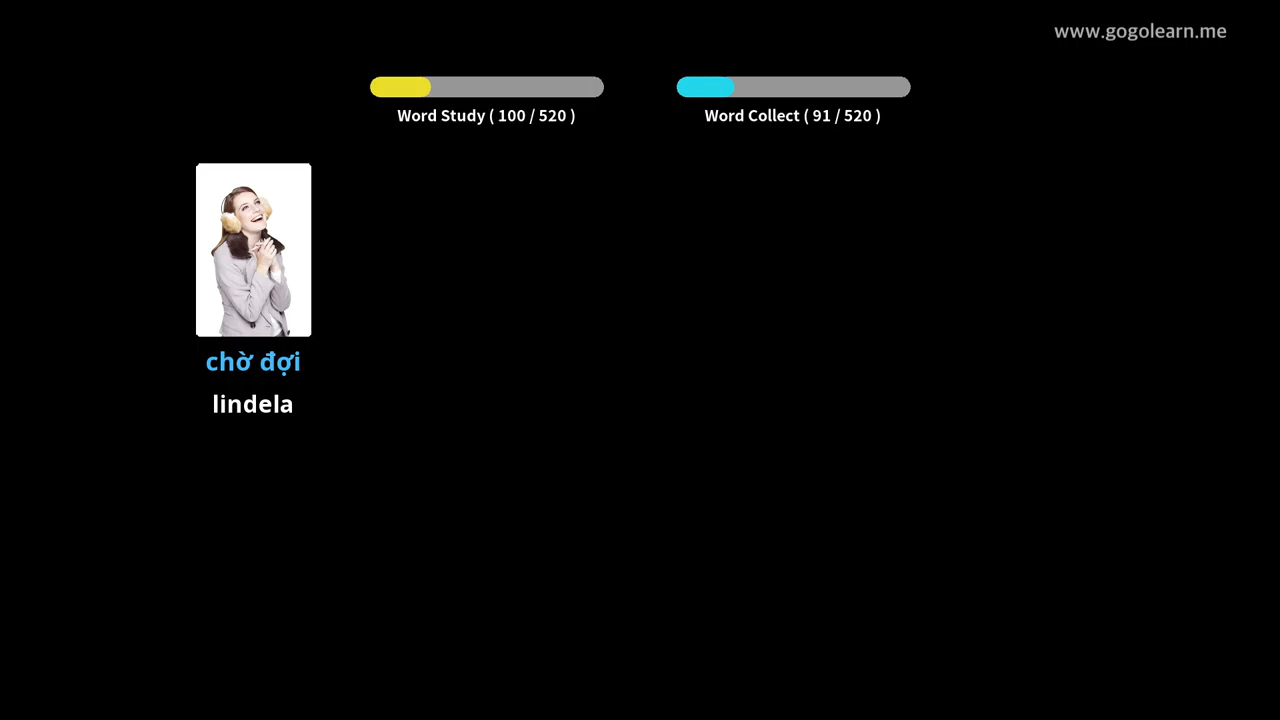 www.gogolearn.me
Word Study ( 100 / 520 )
Word Collect ( 91 / 520 )
chờ đợi
lindela